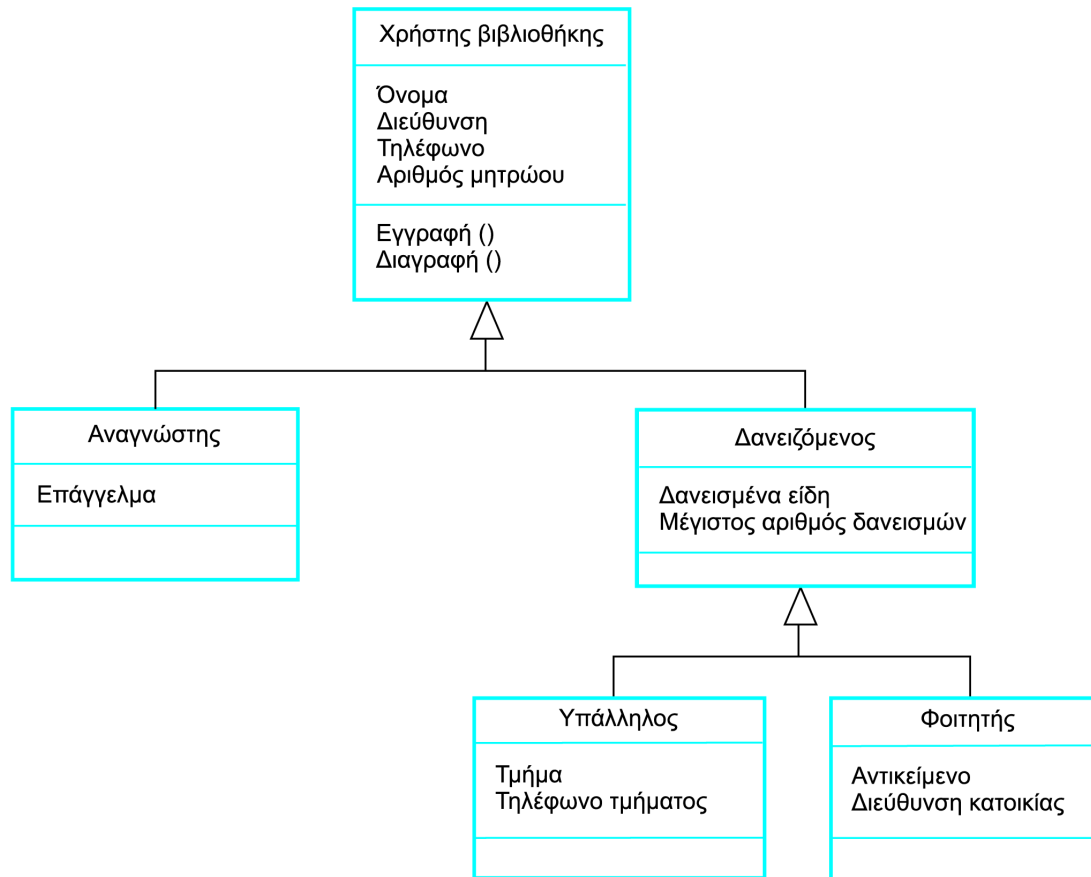 Χρήστης βιβλιοθήκης
Όνομα
Διεύθυνση
Τηλέφωνο
Αριθμός μητρώου
Εγγραφή ()
Διαγραφή ()
Αναγνώστης
Επάγγελμα
Δανειζόμενος
Δανεισμένα είδη
Μέγιστος αριθμός δανεισμών
Υπάλληλος
Τμήμα
Τηλέφωνο τμήματος
Φοιτητής
Αντικείμενο
Διεύθυνση κατοικίας